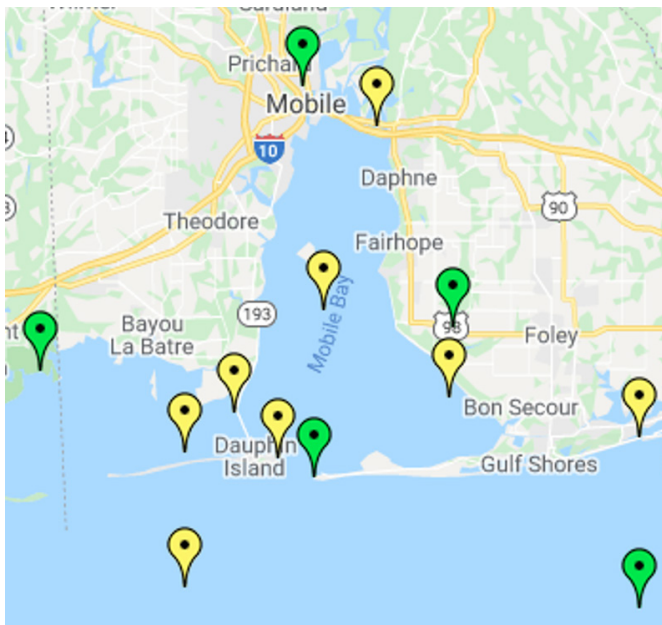 Prichard
Mobile
10
Daphne
90
Theodore
Fairhope
193
Mobile Bay
98
Bayou
La Batre
Foley
Bon Secour
Dauphin
Island
Gulf Shores